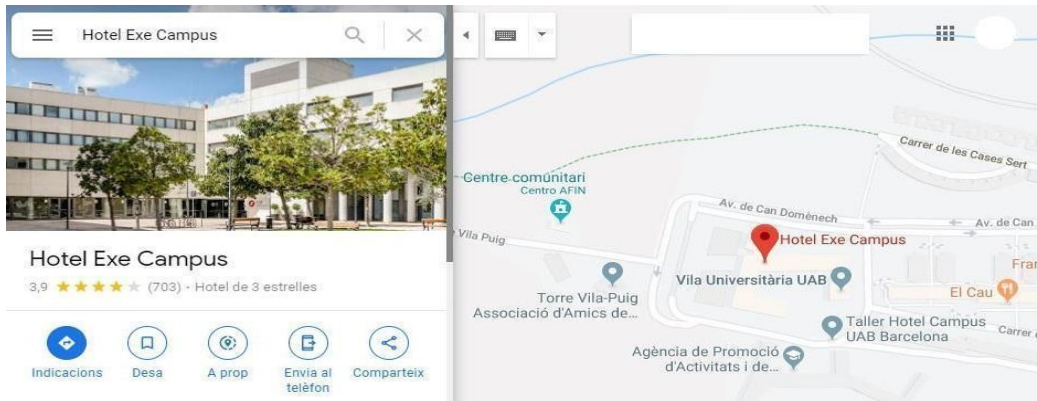 Hotel Exe Campus
Hotel Exe Campus
3,9 (703) · Hotel de 3 estrelles
Indicacions
Desa
A prop
Envia al
telèfon
Comparteix
Carrer de les Cases Sert
Centre comunitari
Centro AFIN
Av. de Can Domènech
Av. de Can
Vila Puig
Hotel Exe Campus
Vila Universitària UAB
Fran
El Cau
Torre Vila-Puig
Associació d'Amics de...
Taller Hotel Campus
UAB Barcelona
Carrer d
Agència de Promoció
d'Activitats i de...